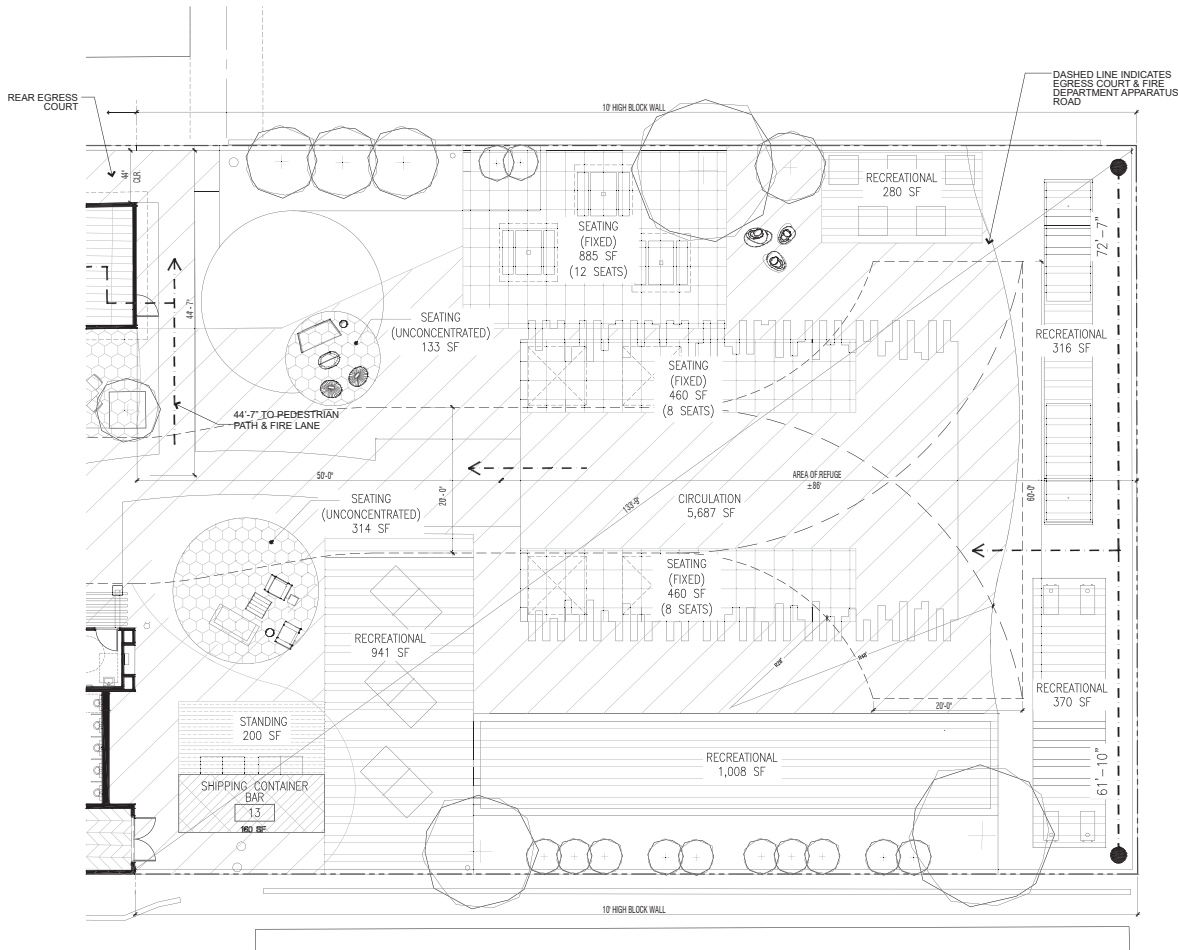 DASHED LINE INDICATES
EGRESS COURT & FIRE
DEPARTMENT APPARATUS
ROAD
REAR EGRESS
COURT
10' HIGH BLOCK WALL
44"
CLR
RECREATIONAL
280 SF
SEATING
(FIXED)
885 SF
(12 SEATS)
72'-7"
44'-7"
SEATING
(UNCONCENTRATED)
133 SF
RECREATIONAL
316 SF
SEATING
(FIXED)
460 SF
(8 SEATS)
44'-7" TO PEDESTRIAN
PATH & FIRE LANE
50'-0"
20'-0"
AREA OF REFUGE
±86'
133'-9"
60'-0"
SEATING
(UNCONCENTRATED)
314 SF
CIRCULATION
5,687 SF
SEATING
(FIXED)
460 SF
(8 SEATS)
RECREATIONAL
941 SF
RECREATIONAL
370 SF
20'-0"
STANDING
200 SF
61'-10"
RECREATIONAL
1,008 SF
SHIPPING CONTAINER
BAR
13
10' HIGH BLOCK WALL